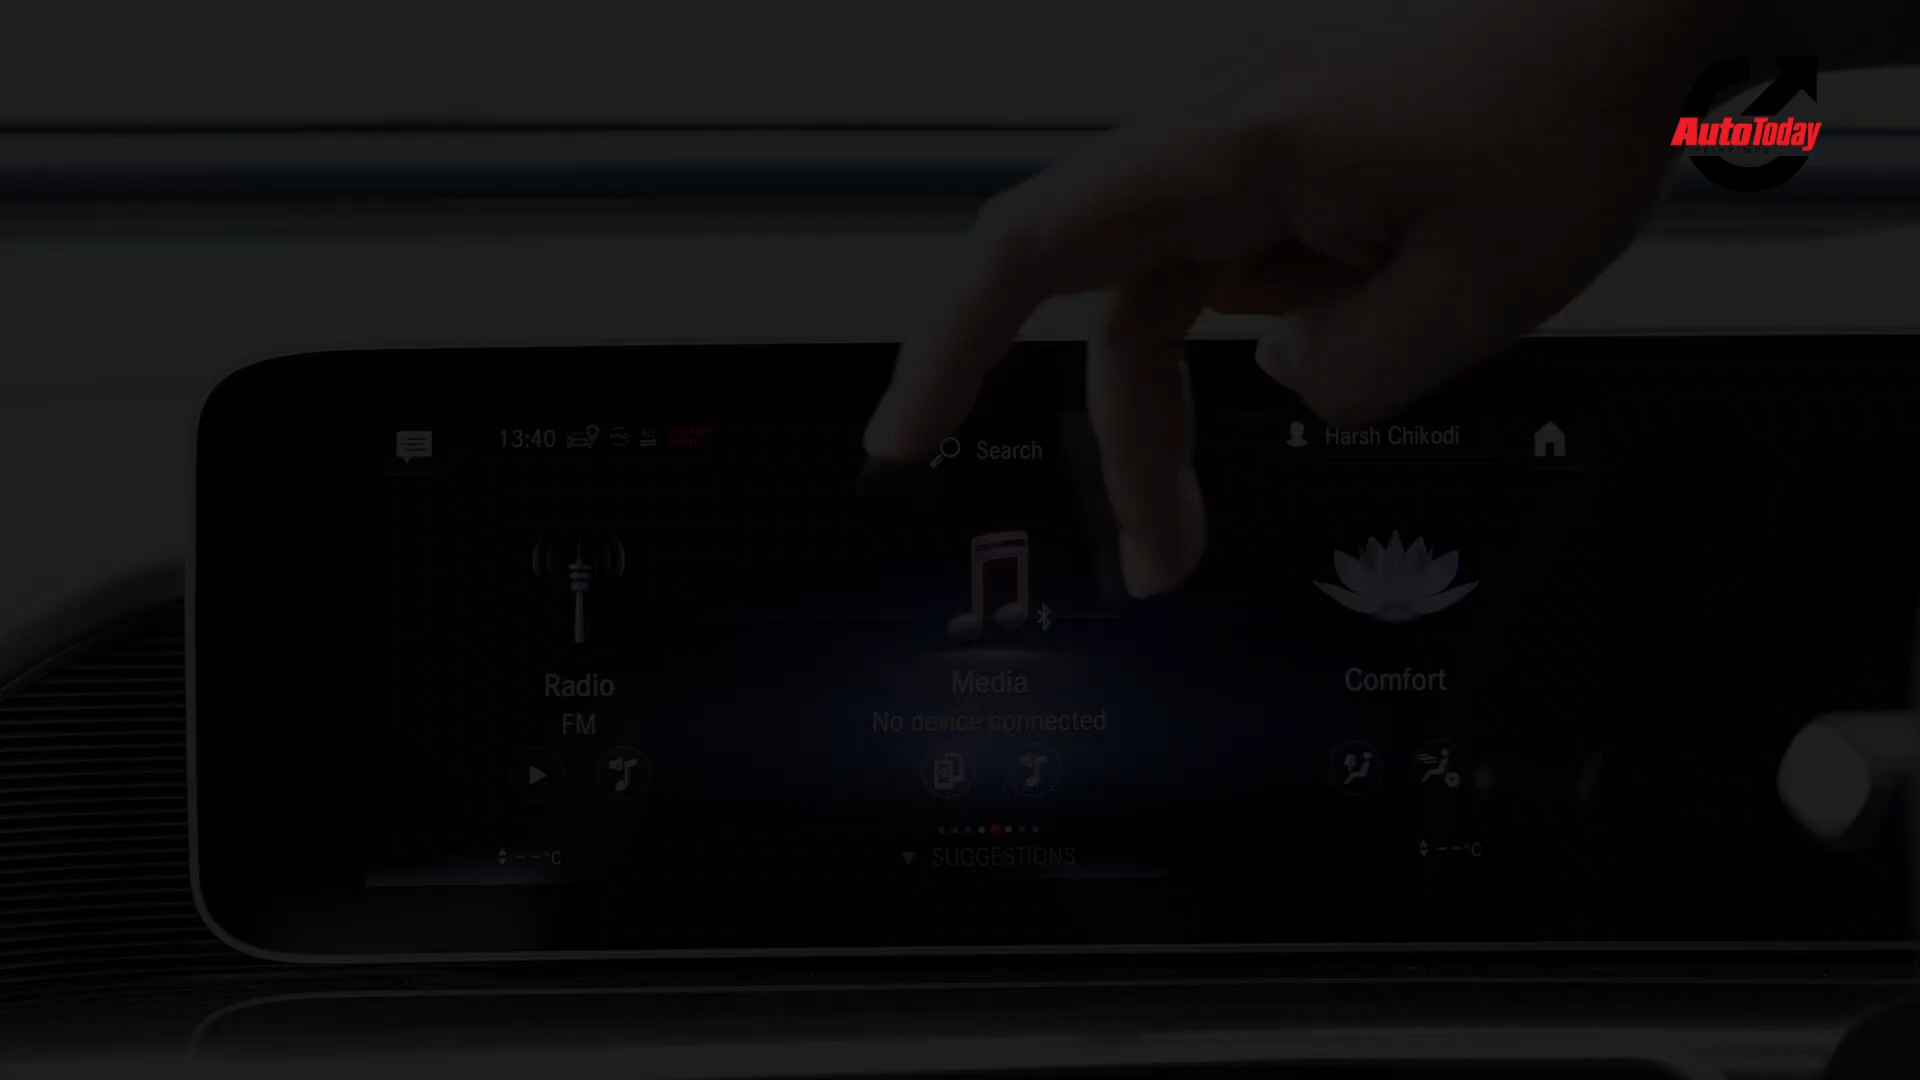 AutoToday
13:40
Search
Harsh Chikodi
Radio
FM
Media
No device connected
Comfort
SUGGESTIONS
- - °C
- - °C